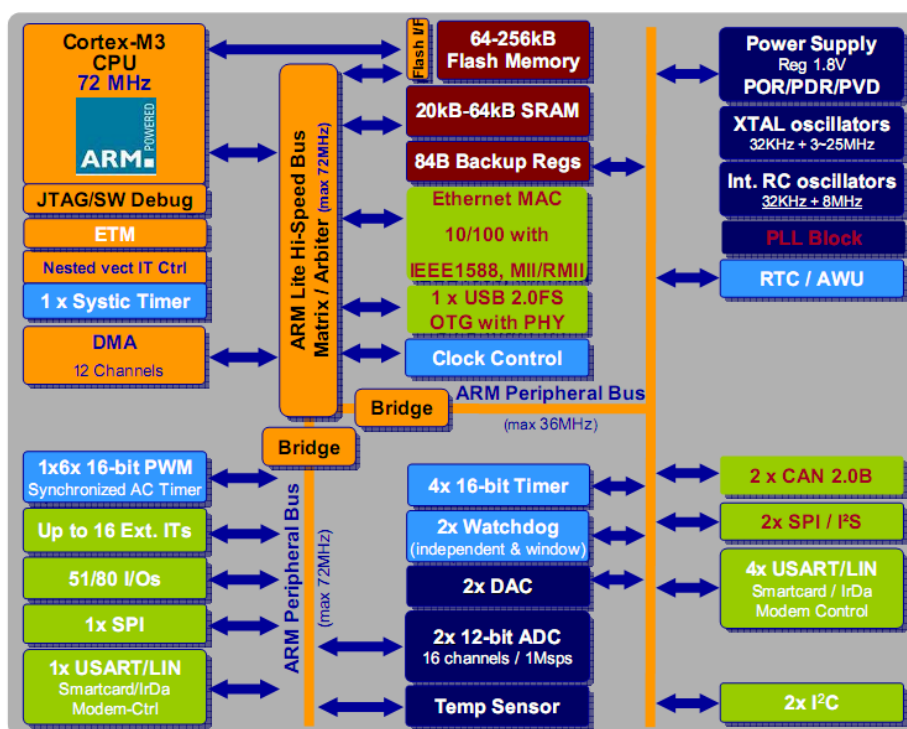 Cortex-M3
CPU
72 MHz
ARM
POWERED
JTAG/SW Debug
ETM
Nested vect IT Ctrl
1 x Systic Timer
DMA
12 Channels
ARM Lite Hi-Speed Bus
Matrix / Arbiter (max 72MHz)
Flash I/F
64-256kB
Flash Memory
20kB-64kB SRAM
84B Backup Regs
Ethernet MAC
10/100 with
IEEE1588, MII/RMII
1 x USB 2.0FS
OTG with PHY
Clock Control
Power Supply
Reg 1.8V
POR/PDR/PVD
XTAL oscillators
32KHz + 3~25MHz
Int. RC oscillators
32KHz + 8MHz
PLL Block
RTC / AWU
Bridge
ARM Peripheral Bus
(max 36MHz)
Bridge
ARM Peripheral Bus
(max 72MHz)
1x6x 16-bit PWM
Synchronized AC Timer
Up to 16 Ext. ITs
51/80 I/Os
1x SPI
1x USART/LIN
Smartcard/IrDa
Modem-Ctrl
4x 16-bit Timer
2x Watchdog
(independent & window)
2x DAC
2x 12-bit ADC
16 channels / 1Msps
Temp Sensor
2 x CAN 2.0B
2x SPI / I²S
4x USART/LIN
Smartcard / IrDa
Modem Control
2x I²C